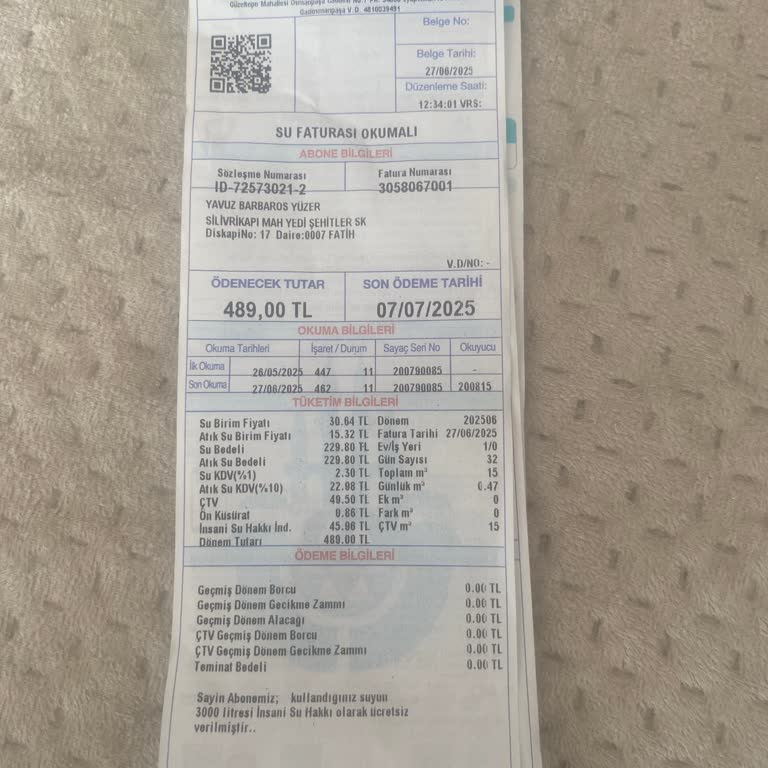 Gaziosmanpaşa V.D. 4810039491
Belge No:
Belge Tarihi:
27/06/2025
Düzenleme Saati:
12:34:01 VRS:
SU FATURASI OKUMALI
ABONE BİLGİLERİ
Sözleşme Numarası Fatura Numarası
ID-72573021-2 3058067001
YAVUZ BARBAROS YÜZER
SİLİVRİKAPI MAH YEDİ ŞEHİTLER SK
DiskapiNo: 17 Daire:0007 FATİH
V.D/NO: -
ÖDENECEK TUTAR SON ÖDEME TARİHİ
489,00 TL 07/07/2025
OKUMA BİLGİLERİ
Okuma Tarihleri İşaret / Durum Sayaç Seri No Okuyucu
İlk Okuma 26/05/2025 447 11 200790085 -
Son Okuma 27/06/2025 462 11 200790085 200815
TÜKETİM BİLGİLERİ
Su Birim Fiyatı 30.64 TL Dönem 202506
Atık Su Birim Fiyatı 15.32 TL Fatura Tarihi 27/06/2025
Su Bedeli 229.80 TL Ev/İş Yeri 1/0
Atık Su Bedeli 229.80 TL Gün Sayısı 32
Su KDV(%1) 2.30 TL Toplam m³ 15
Atık Su KDV(%10) 22.98 TL Günlük m³ 0.47
ÇTV 49.50 TL Ek m³ 0
Ön Küsürat 0.86 TL Fark m³ 0
İnsani Su Hakkı İnd. 45.96 TL ÇTV m³ 15
Dönem Tutarı 489.00 TL
ÖDEME BİLGİLERİ
Geçmiş Dönem Borcu 0.00 TL
Geçmiş Dönem Gecikme Zammı 0.00 TL
Geçmiş Dönem Alacağı 0.00 TL
ÇTV Geçmiş Dönem Borcu 0.00 TL
ÇTV Geçmiş Dönem Gecikme Zammı 0.00 TL
Teminat Bedeli 0.00 TL
Sayin Abonemiz; kullandığınız suyun
3000 litresi İnsani Su Hakkı olarak ücretsiz
verilmiştir..